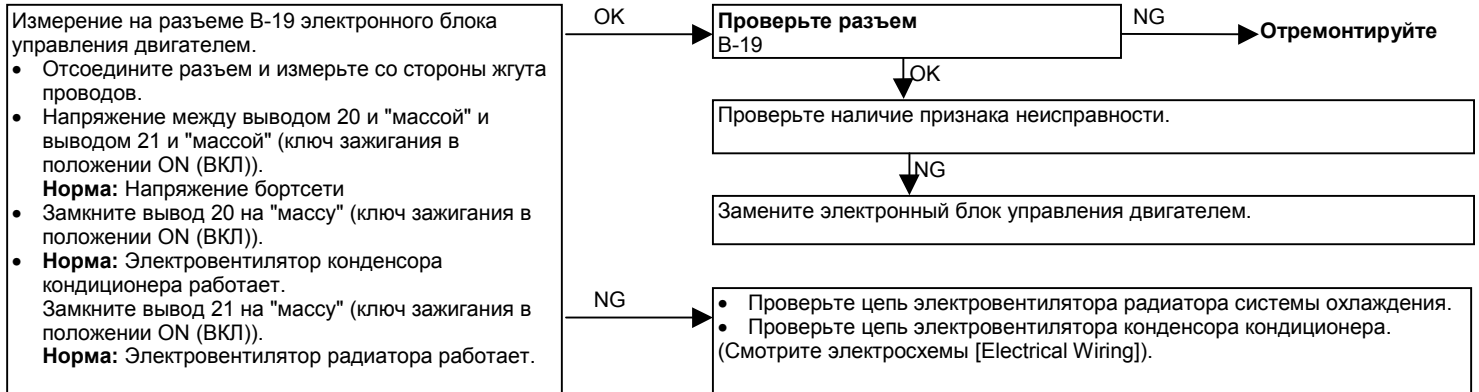 Измерение на разъеме B-19 электронного блока
управления двигателем.
• Отсоедините разъем и измерьте со стороны жгута
проводов.
• Напряжение между выводом 20 и "массой" и
выводом 21 и "массой" (ключ зажигания в
положении ON (ВКЛ)).
Норма: Напряжение бортсети
• Замкните вывод 20 на "массу" (ключ зажигания в
положении ON (ВКЛ)).
• Норма: Электровентилятор конденсора
кондиционера работает.
Замкните вывод 21 на "массу" (ключ зажигания в
положении ON (ВКЛ)).
Норма: Электровентилятор радиатора работает.
OK
Проверьте разъем
B-19
NG
Отремонтируйте
OK
Проверьте наличие признака неисправности.
NG
Замените электронный блок управления двигателем.
NG
• Проверьте цепь электровентилятора радиатора системы охлаждения.
• Проверьте цепь электровентилятора конденсора кондиционера.
(Смотрите электросхемы [Electrical Wiring]).